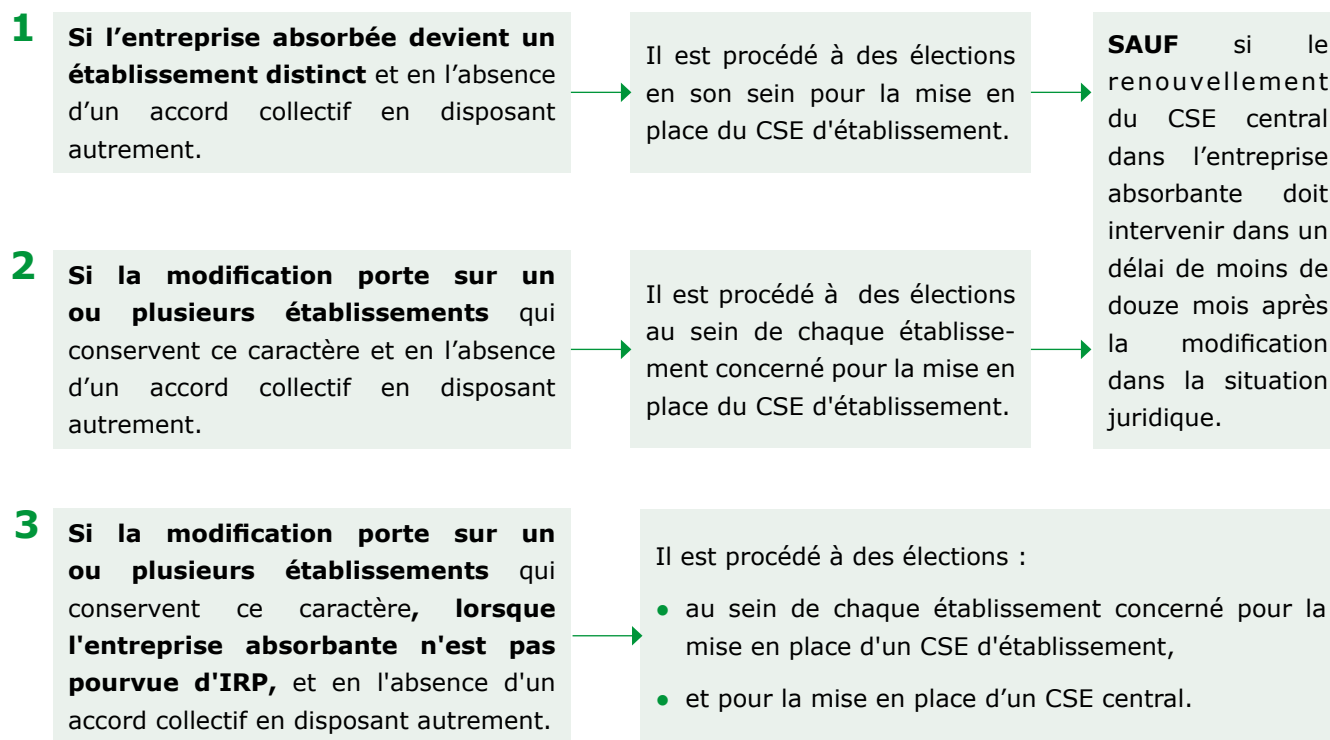 1
Si l’entreprise absorbée devient un
établissement distinct et en l’absence
d’un accord collectif en disposant
autrement.
Il est procédé à des élections
en son sein pour la mise en
place du CSE d'établissement.
SAUF si le
renouvellement
du CSE central
dans l’entreprise
absorbante doit
intervenir dans un
délai de moins de
douze mois après
la modification
dans la situation
juridique.
2
Si la modification porte sur un
ou plusieurs établissements qui
conservent ce caractère et en l’absence
d’un accord collectif en disposant
autrement.
Il est procédé à des élections
au sein de chaque établisse-
ment concerné pour la mise en
place du CSE d'établissement.
3
Si la modification porte sur un
ou plusieurs établissements qui
conservent ce caractère, lorsque
l'entreprise absorbante n'est pas
pourvue d'IRP, et en l'absence d'un
accord collectif en disposant autrement.
Il est procédé à des élections :
• au sein de chaque établissement concerné pour la
mise en place d'un CSE d'établissement,
• et pour la mise en place d’un CSE central.